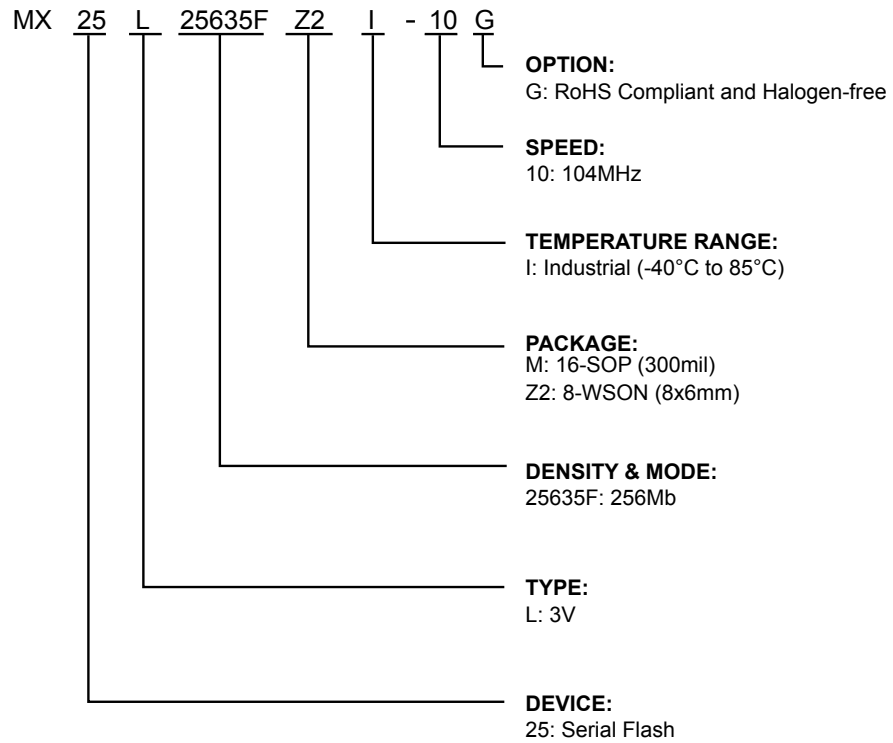 MX 25 L 25635F Z2 I - 10 G
OPTION:
G: RoHS Compliant and Halogen-free
SPEED:
10: 104MHz
TEMPERATURE RANGE:
I: Industrial (-40°C to 85°C)
PACKAGE:
M: 16-SOP (300mil)
Z2: 8-WSON (8x6mm)
DENSITY & MODE:
25635F: 256Mb
TYPE:
L: 3V
DEVICE:
25: Serial Flash